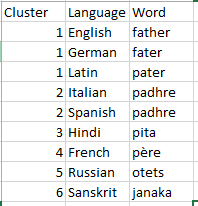 Cluster Language Word
1 English father
1 German fater
1 Latin pater
2 Italian padhre
2 Spanish padhre
3 Hindi pita
4 French père
5 Russian otets
6 Sanskrit janaka